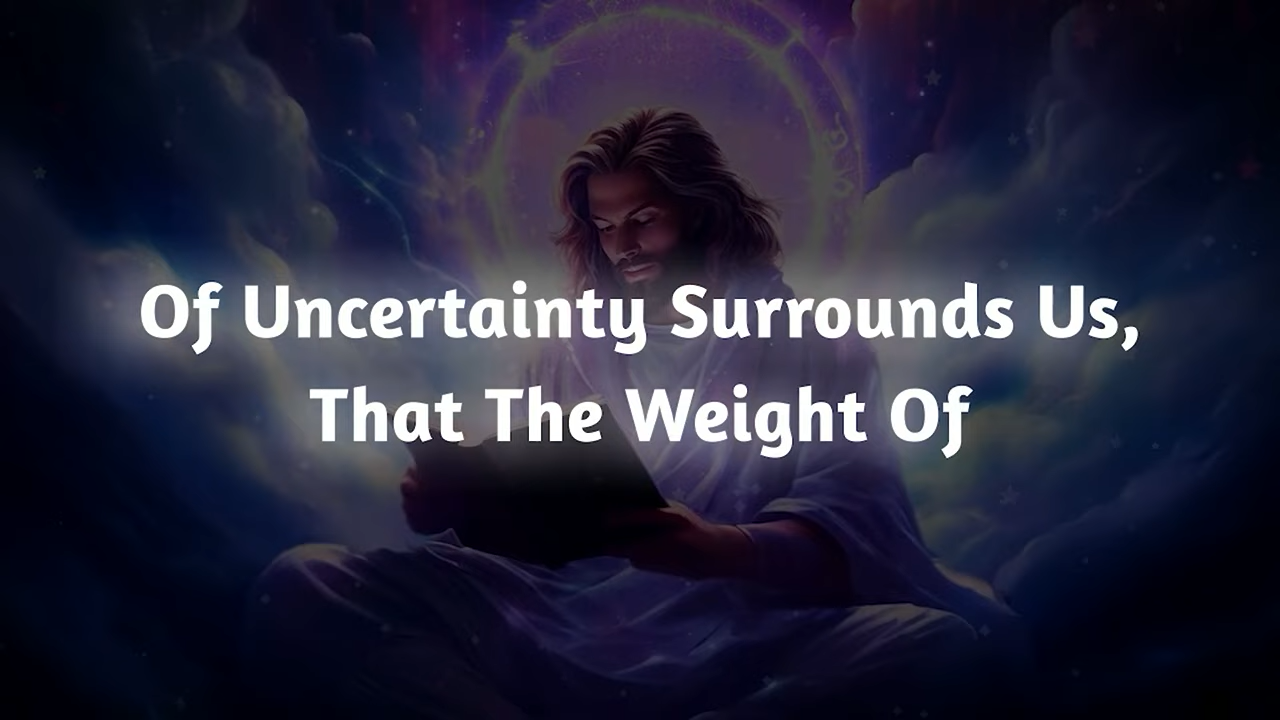 Of Uncertainty Surrounds Us,
That The Weight Of